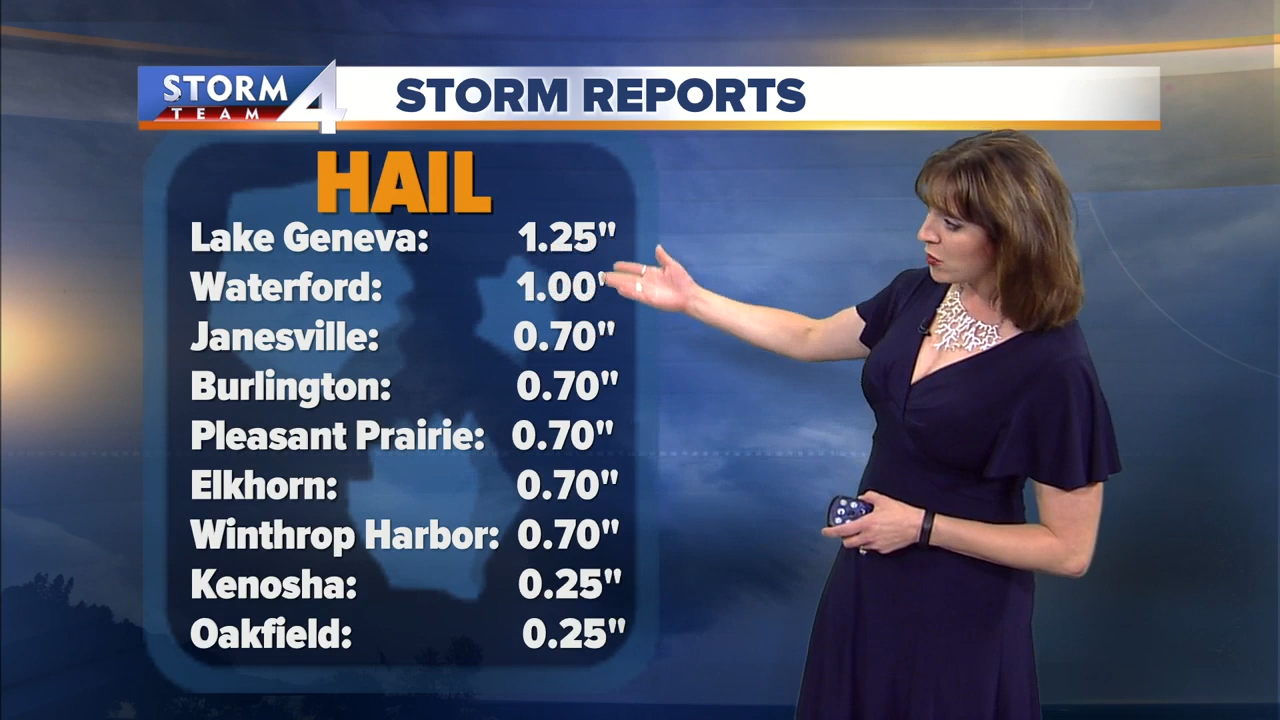 STORM
TEAM
4
STORM REPORTS
HAIL
Lake Geneva: 1.25"
Waterford: 1.00"
Janesville: 0.70"
Burlington: 0.70"
Pleasant Prairie: 0.70"
Elkhorn: 0.70"
Winthrop Harbor: 0.70"
Kenosha: 0.25"
Oakfield: 0.25"